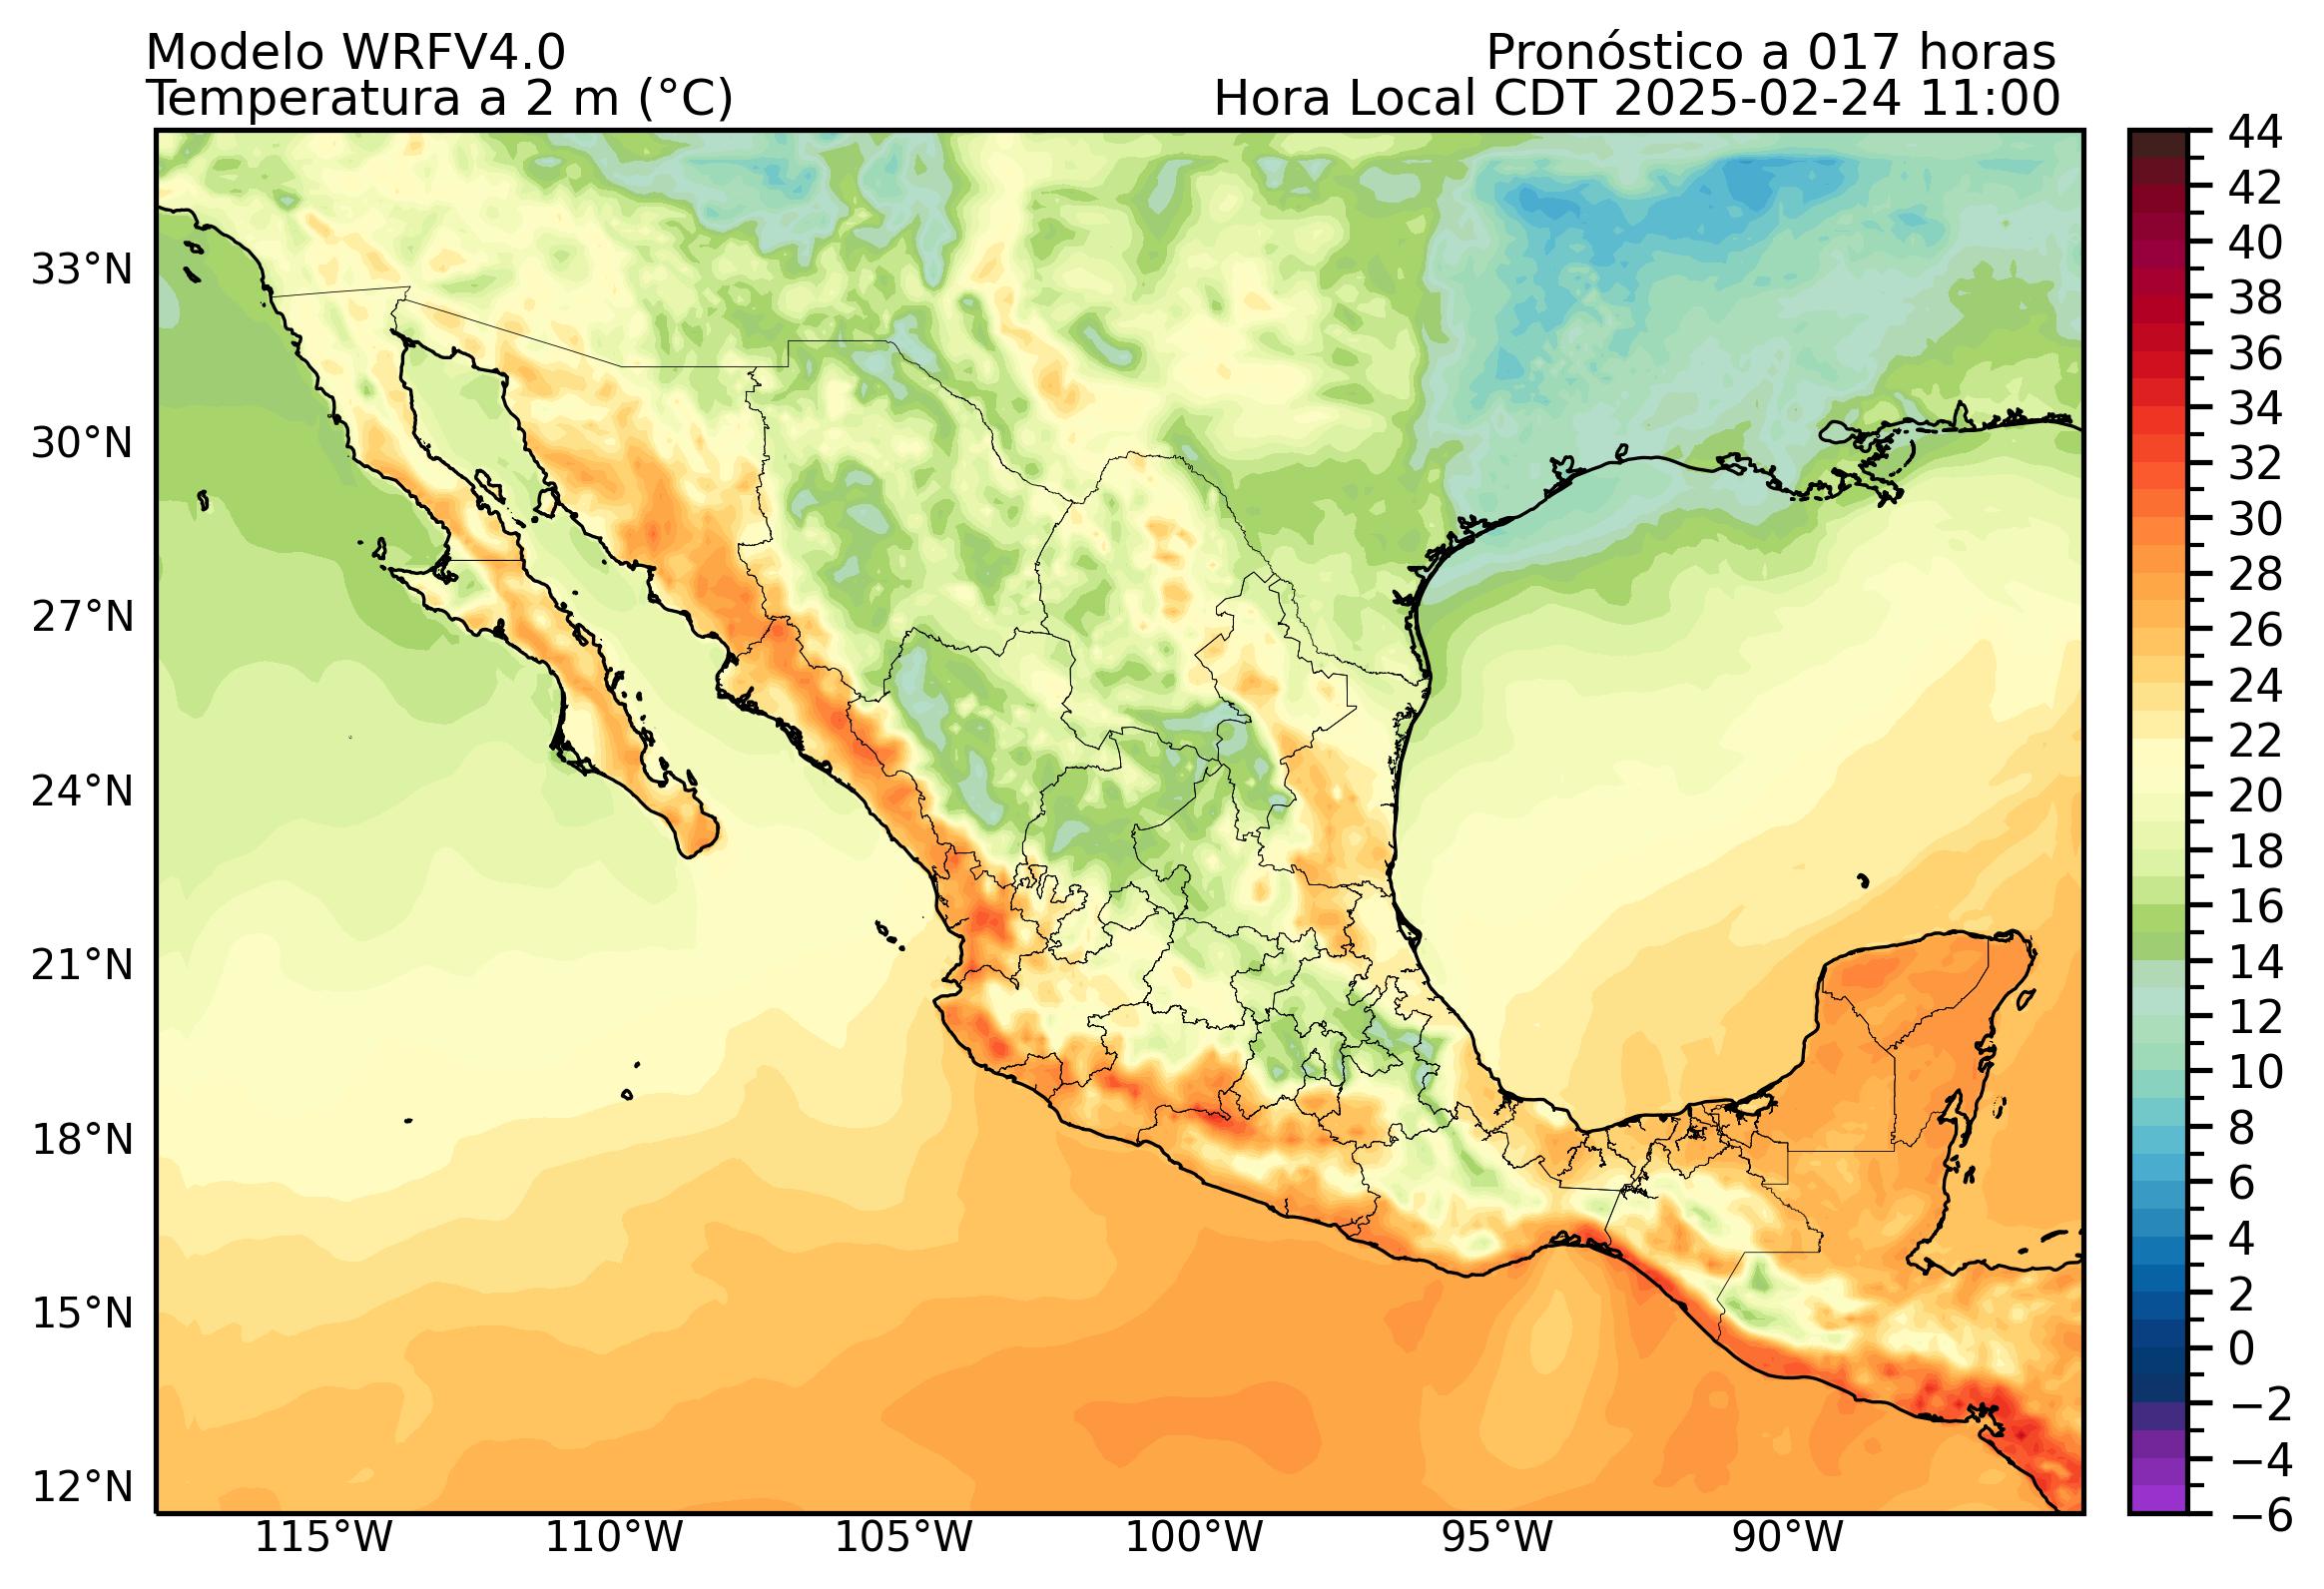 Modelo WRFV4.0
Temperatura a 2 m (°C)
Pronóstico a 017 horas
Hora Local CDT 2025-02-24 11:00
33°N
30°N
27°N
24°N
21°N
18°N
15°N
12°N
115°W
110°W
105°W
100°W
95°W
90°W
44
42
40
38
36
34
32
30
28
26
24
22
20
18
16
14
12
10
8
6
4
2
0
−2
−4
−6